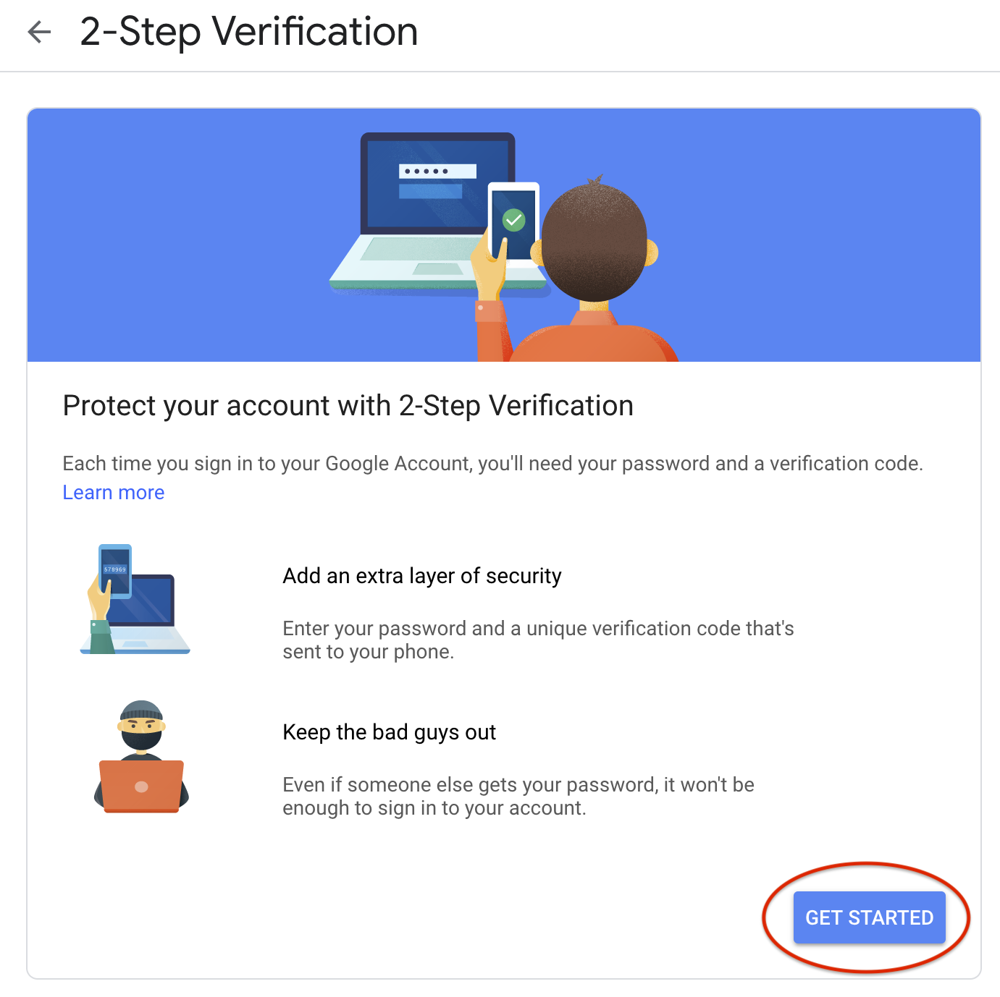 2-Step Verification
Protect your account with 2-Step Verification
Each time you sign in to your Google Account, you'll need your password and a verification code.
Learn more
578969
Add an extra layer of security
Enter your password and a unique verification code that's
sent to your phone.
Keep the bad guys out
Even if someone else gets your password, it won't be
enough to sign in to your account.
GET STARTED